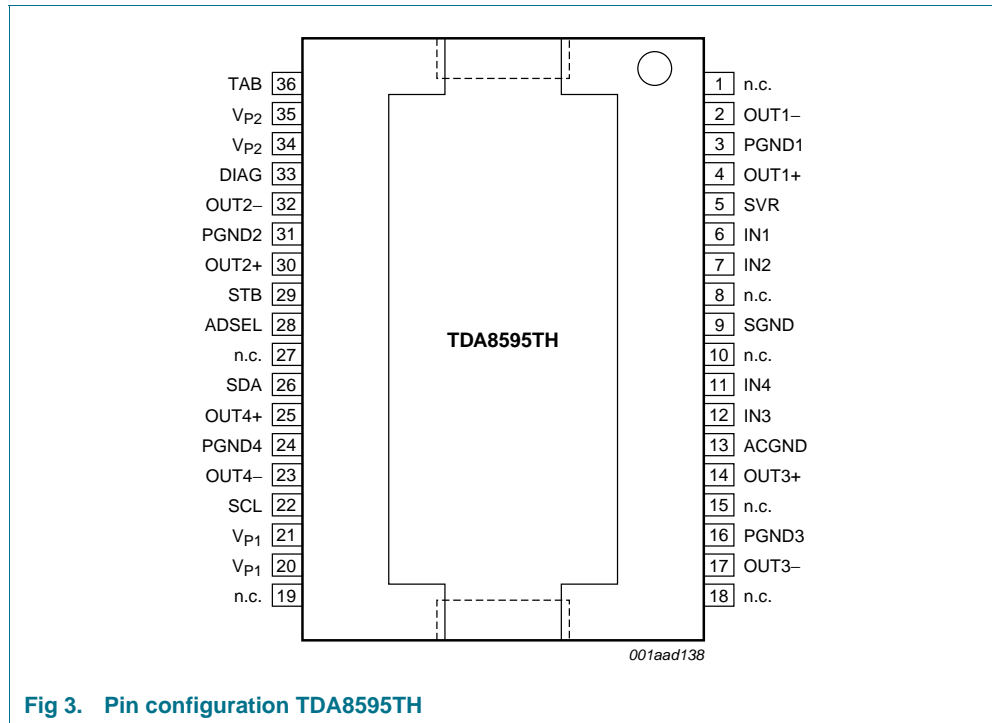 TAB 36
VP2 35
VP2 34
DIAG 33
OUT2− 32
PGND2 31
OUT2+ 30
STB 29
ADSEL 28
n.c. 27
SDA 26
OUT4+ 25
PGND4 24
OUT4− 23
SCL 22
VP1 21
VP1 20
n.c. 19
TDA8595TH
1 n.c.
2 OUT1−
3 PGND1
4 OUT1+
5 SVR
6 IN1
7 IN2
8 n.c.
9 SGND
10 n.c.
11 IN4
12 IN3
13 ACGND
14 OUT3+
15 n.c.
16 PGND3
17 OUT3−
18 n.c.
001aad138
Fig 3. Pin configuration TDA8595TH